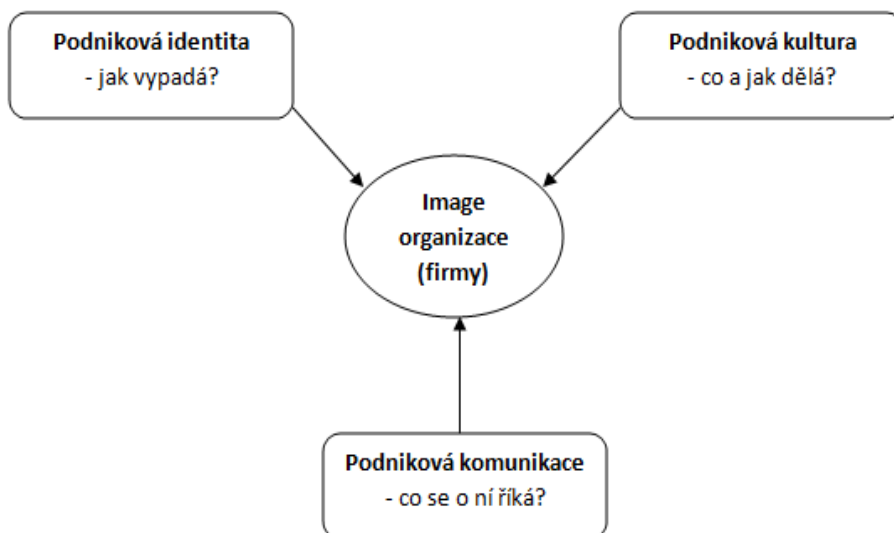 Podniková identita
- jak vypadá?
Podniková kultura
- co a jak dělá?
Image
organizace
(firmy)
Podniková komunikace
- co se o ní říká?